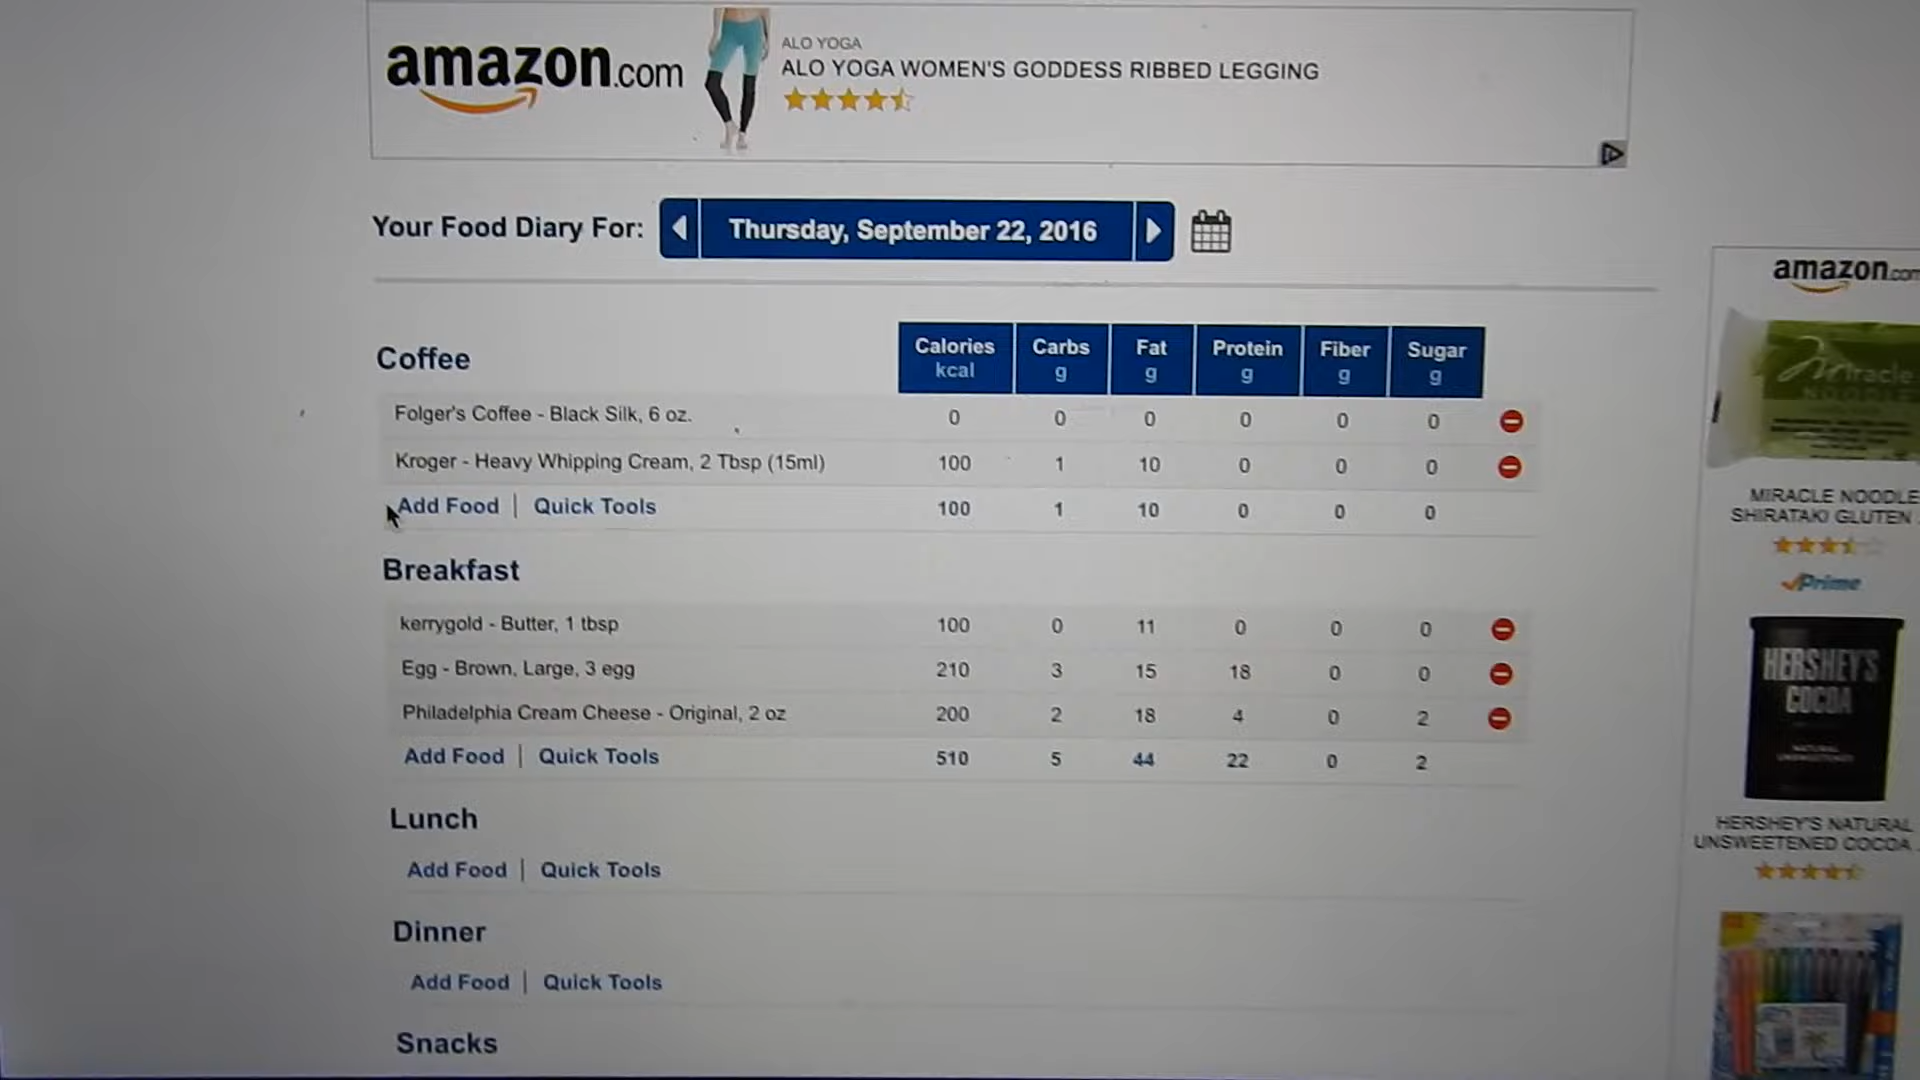 amazon.com
ALO YOGA
ALO YOGA WOMEN'S GODDESS RIBBED LEGGING
Your Food Diary For:
Thursday, September 22, 2016
amazon.com
Coffee
Calories Carbs Fat Protein Fiber Sugar
kcal g g g g g
Folger's Coffee - Black Silk, 6 oz. 0 0 0 0 0 0
Kroger - Heavy Whipping Cream, 2 Tbsp (15ml) 100 1 10 0 0 0
Add Food | Quick Tools 100 1 10 0 0 0
Breakfast
kerrygold - Butter, 1 tbsp 100 0 11 0 0 0
Egg - Brown, Large, 3 egg 210 3 15 18 0 0
Philadelphia Cream Cheese - Original, 2 oz 200 2 18 4 0 2
Add Food | Quick Tools 510 5 44 22 0 2
Lunch
Add Food | Quick Tools
Dinner
Add Food | Quick Tools
Snacks
Miracle
NOODLE
MIRACLE NOODLE
SHIRATAKI GLUTEN
Prime
HERSHEY'S
COCOA
NATURAL
UNSWEETENED
HERSHEY'S NATURAL
UNSWEETENED COCOA